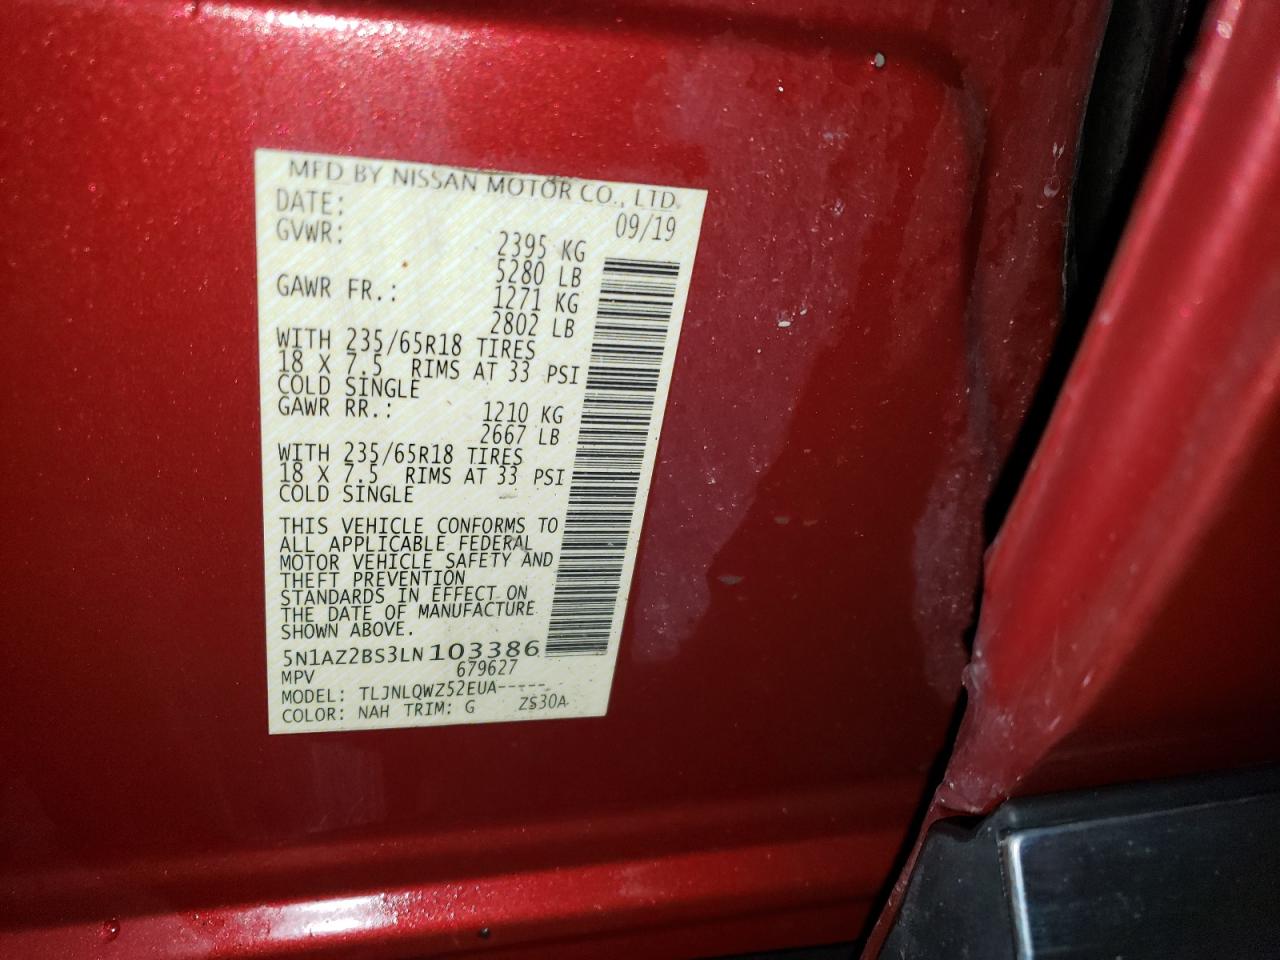 MFD BY NISSAN MOTOR CO., LTD.
DATE: 09/19
GVWR: 2395 KG
5280 LB
GAWR FR.: 1271 KG
2802 LB
WITH 235/65R18 TIRES
18 X 7.5 RIMS AT 33 PSI
COLD SINGLE
GAWR RR.: 1210 KG
2667 LB
WITH 235/65R18 TIRES
18 X 7.5 RIMS AT 33 PSI
COLD SINGLE
THIS VEHICLE CONFORMS TO
ALL APPLICABLE FEDERAL
MOTOR VEHICLE SAFETY AND
THEFT PREVENTION
STANDARDS IN EFFECT ON
THE DATE OF MANUFACTURE
SHOWN ABOVE.
5N1AZ2BS3LN103386
MPV 679627
MODEL: TLJNLQWZ52EUA-----
COLOR: NAH TRIM: G ZS30A